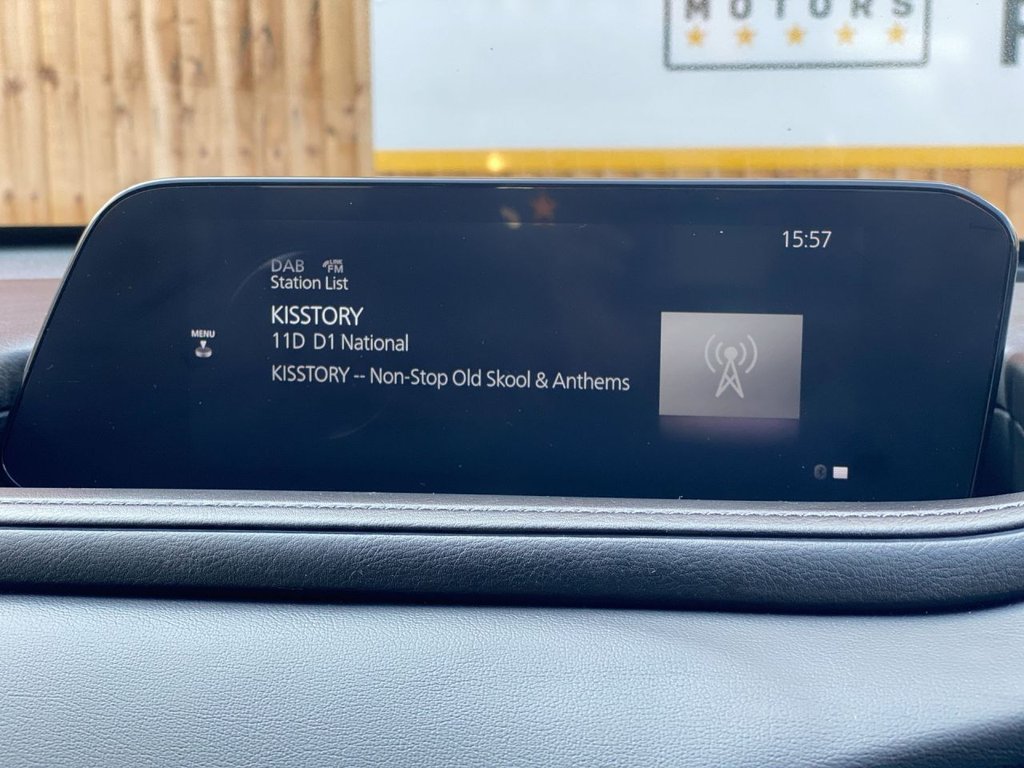 MOTORS
15:57
DAB LINK FM
Station List
KISSTORY
MENU
11D D1 National
KISSTORY -- Non-Stop Old Skool & Anthems